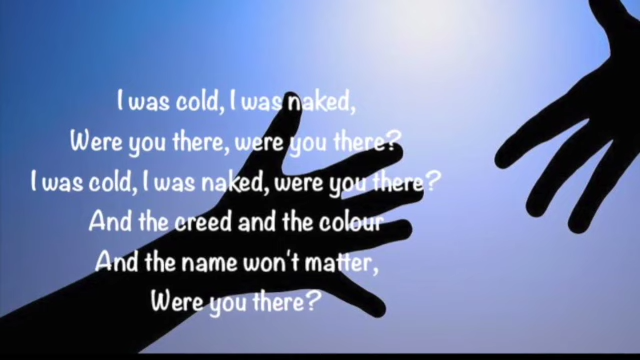 I was cold, I was naked,
Were you there, were you there?
I was cold, I was naked, were you there?
And the creed and the colour
And the name won't matter,
Were you there?